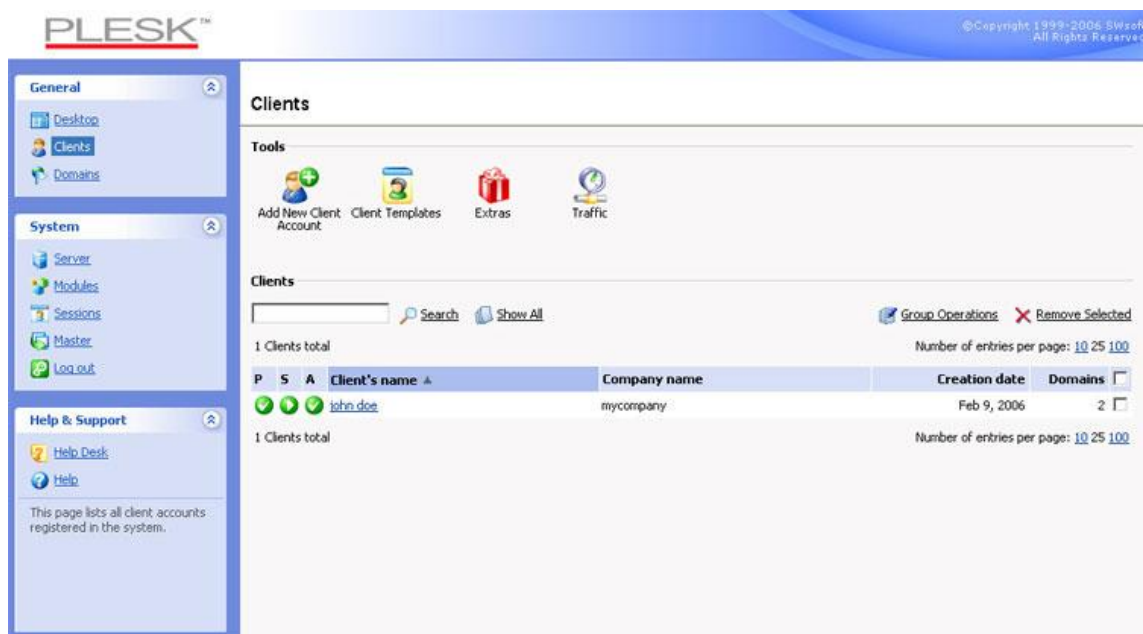 PLESK™
©Copyright 1999-2006 SWsoft
All Rights Reserved
General
Desktop
Clients
Domains
System
Server
Modules
Sessions
Master
Log out
Help & Support
Help Desk
Help
This page lists all client accounts
registered in the system.
Clients
Tools
Add New Client
Account
Client Templates
Extras
Traffic
Clients
Search Show All Group Operations Remove Selected
1 Clients total Number of entries per page: 10 25 100
P S A Client's name Company name Creation date Domains
john doe mycompany Feb 9, 2006 2
1 Clients total Number of entries per page: 10 25 100